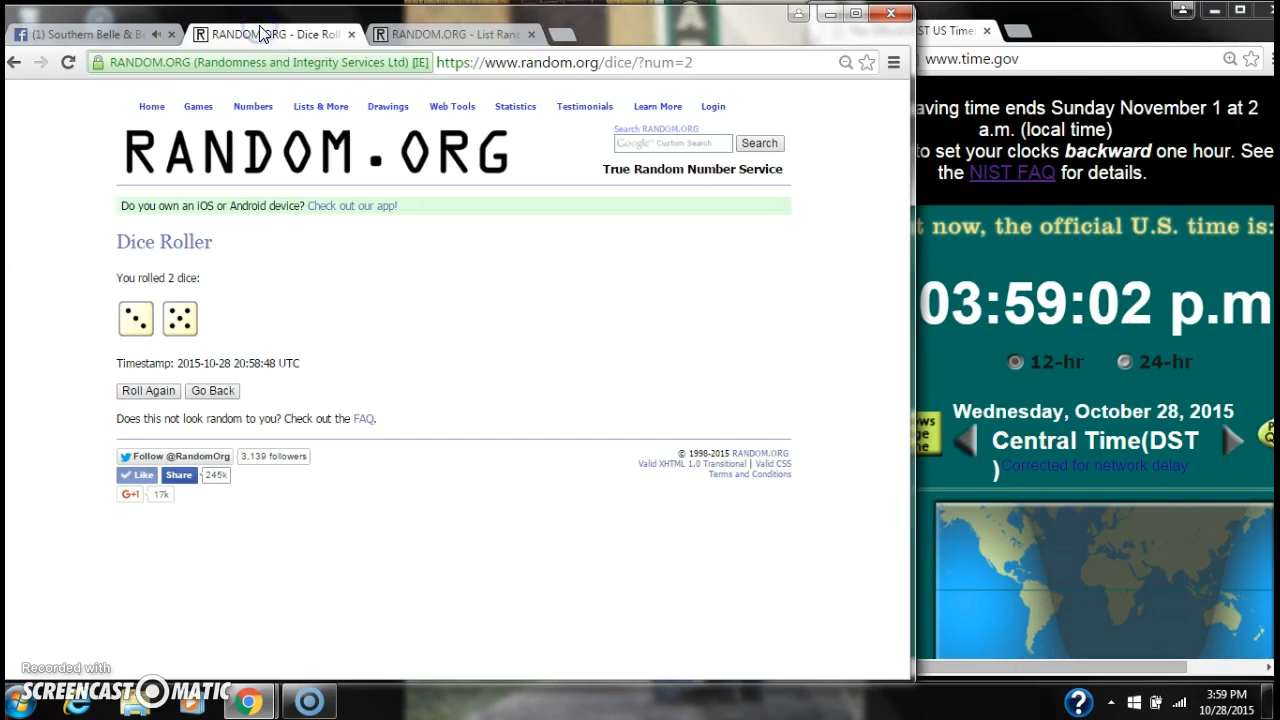 (1) Southern Belle & B
RANDOM.ORG - Dice Roll
RANDOM.ORG - List Ran
ST US Time
RANDOM.ORG (Randomness and Integrity Services Ltd) [IE]
https://www.random.org/dice/?num=2
www.time.gov
Home Games Numbers Lists & More Drawings Web Tools Statistics Testimonials Learn More Login
RANDOM.ORG
Search RANDOM.ORG
Google Custom Search
Search
True Random Number Service
Do you own an iOS or Android device? Check out our app!
Dice Roller
You rolled 2 dice:
Timestamp: 2015-10-28 20:58:48 UTC
Roll Again
Go Back
Does this not look random to you? Check out the FAQ.
Follow @RandomOrg
3,139 followers
Like
Share
245k
G+1
17k
© 1998-2015 RANDOM.ORG
Valid XHTML 1.0 Transitional | Valid CSS
Terms and Conditions
aving time ends Sunday November 1 at 2
a.m. (local time)
to set your clocks backward one hour. See
the NIST FAQ for details.
t now, the official U.S. time is:
03:59:02 p.m
12-hr
24-hr
Wednesday, October 28, 2015
Central Time(DST
)
Corrected for network delay
Recorded with
SCREENCAST-O-MATIC
3:59 PM
10/28/2015